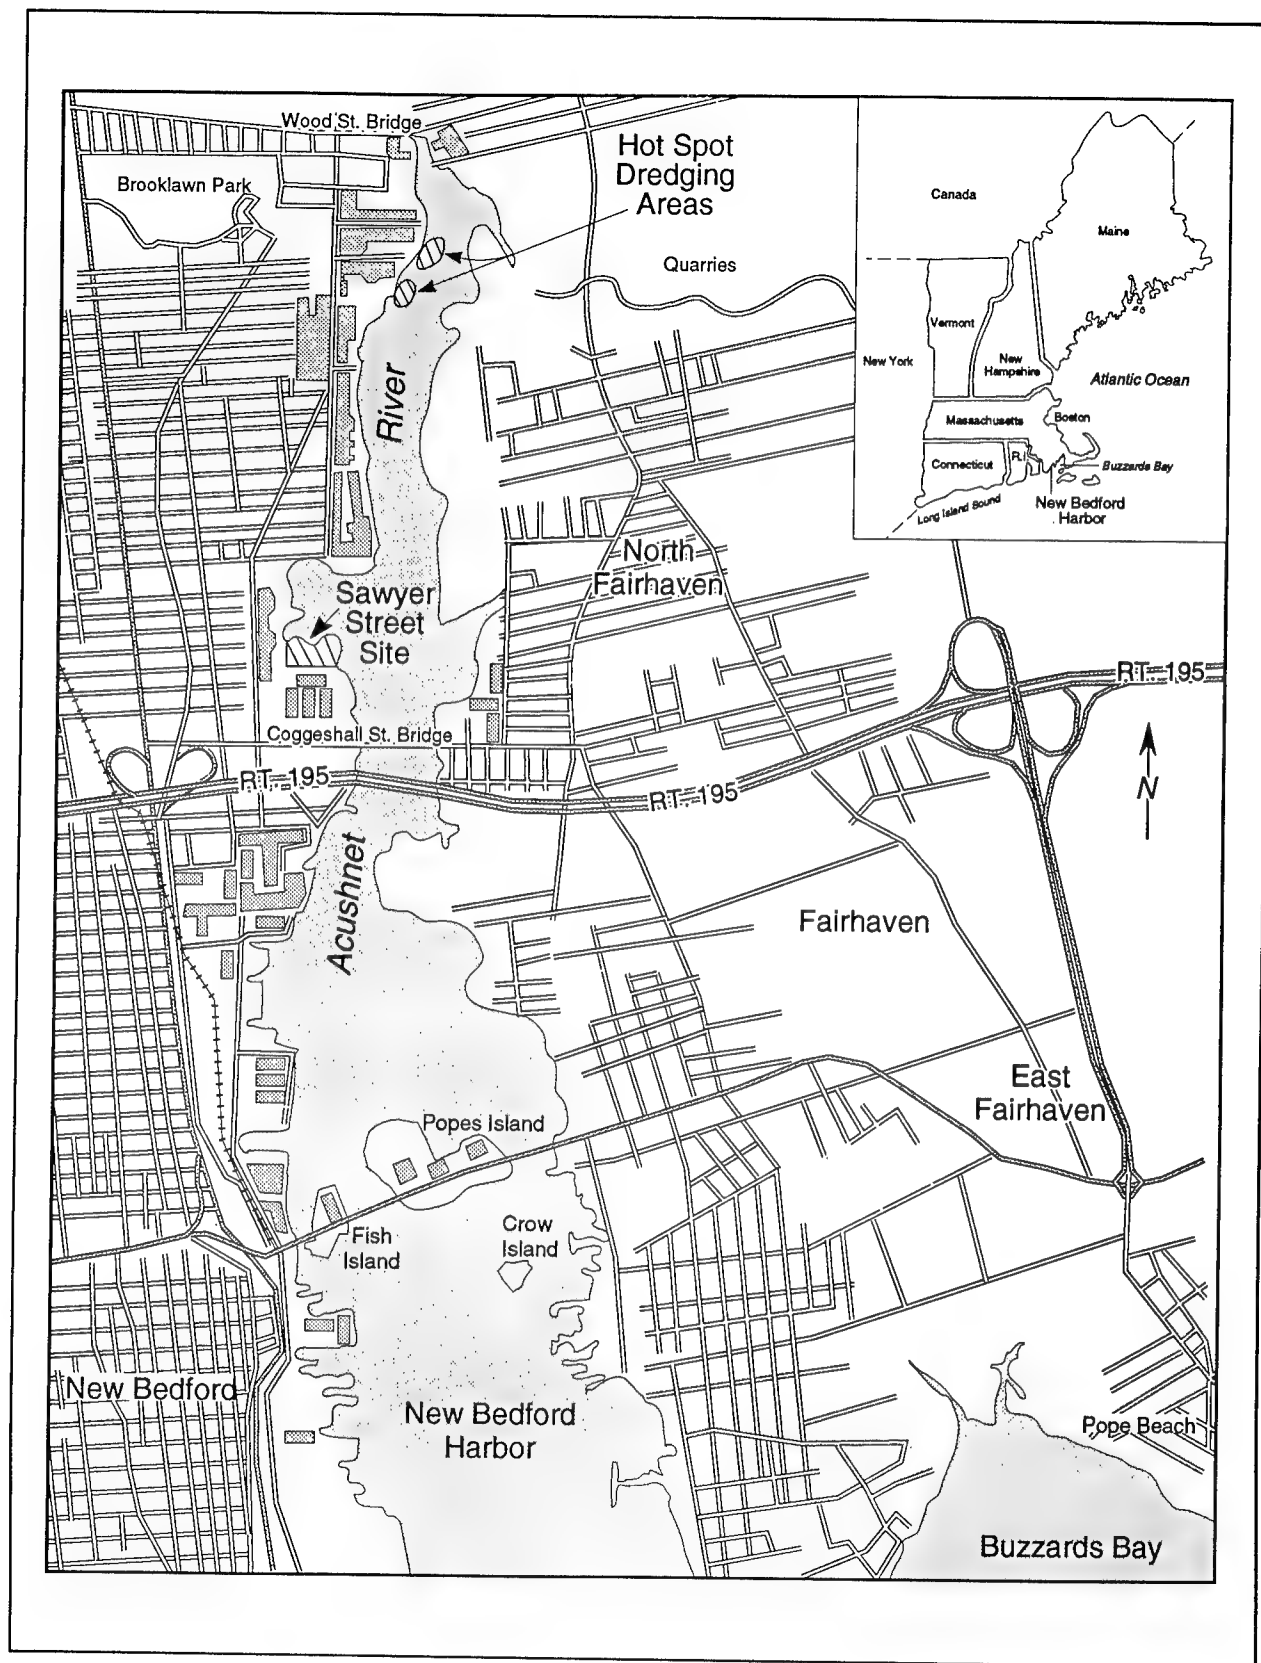 Wood St. Bridge
Brooklawn Park
Hot Spot
Dredging
Areas
Quarries
River
Canada
Maine
Vermont
New York
New
Hampshire
Atlantic Ocean
Massachusetts
Boston
Connecticut
R.I.
Buzzards Bay
Long Island Sound
New Bedford
Harbor
North
Fairhaven
Sawyer
Street
Site
RT. 195
Coggeshall St. Bridge
RT. 195
RT. 195
N
Acushnet
Fairhaven
East
Fairhaven
Popes Island
Fish
Island
Crow
Island
New Bedford
New Bedford
Harbor
Pope Beach
Buzzards Bay